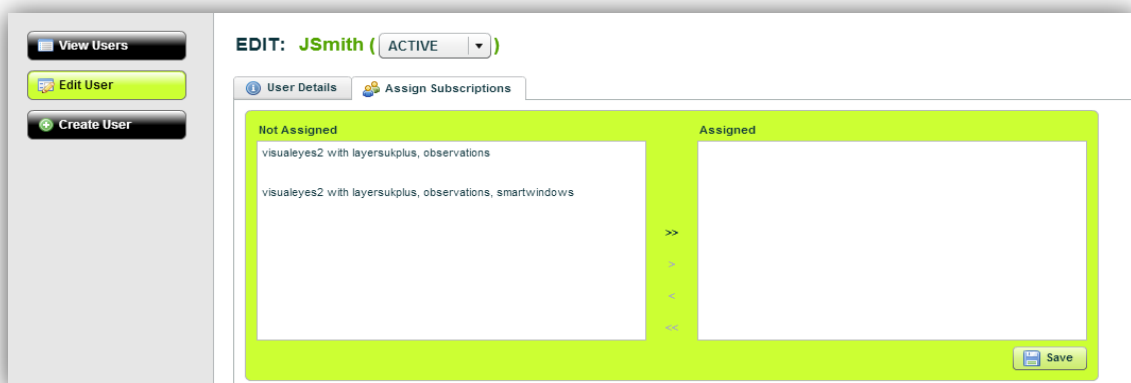 View Users
Edit User
Create User
EDIT: JSmith ( ACTIVE )
User Details
Assign Subscriptions
Not Assigned
Assigned
visualeyes2 with layersukplus, observations
visualeyes2 with layersukplus, observations, smartwindows
>>
>
<
<<
Save